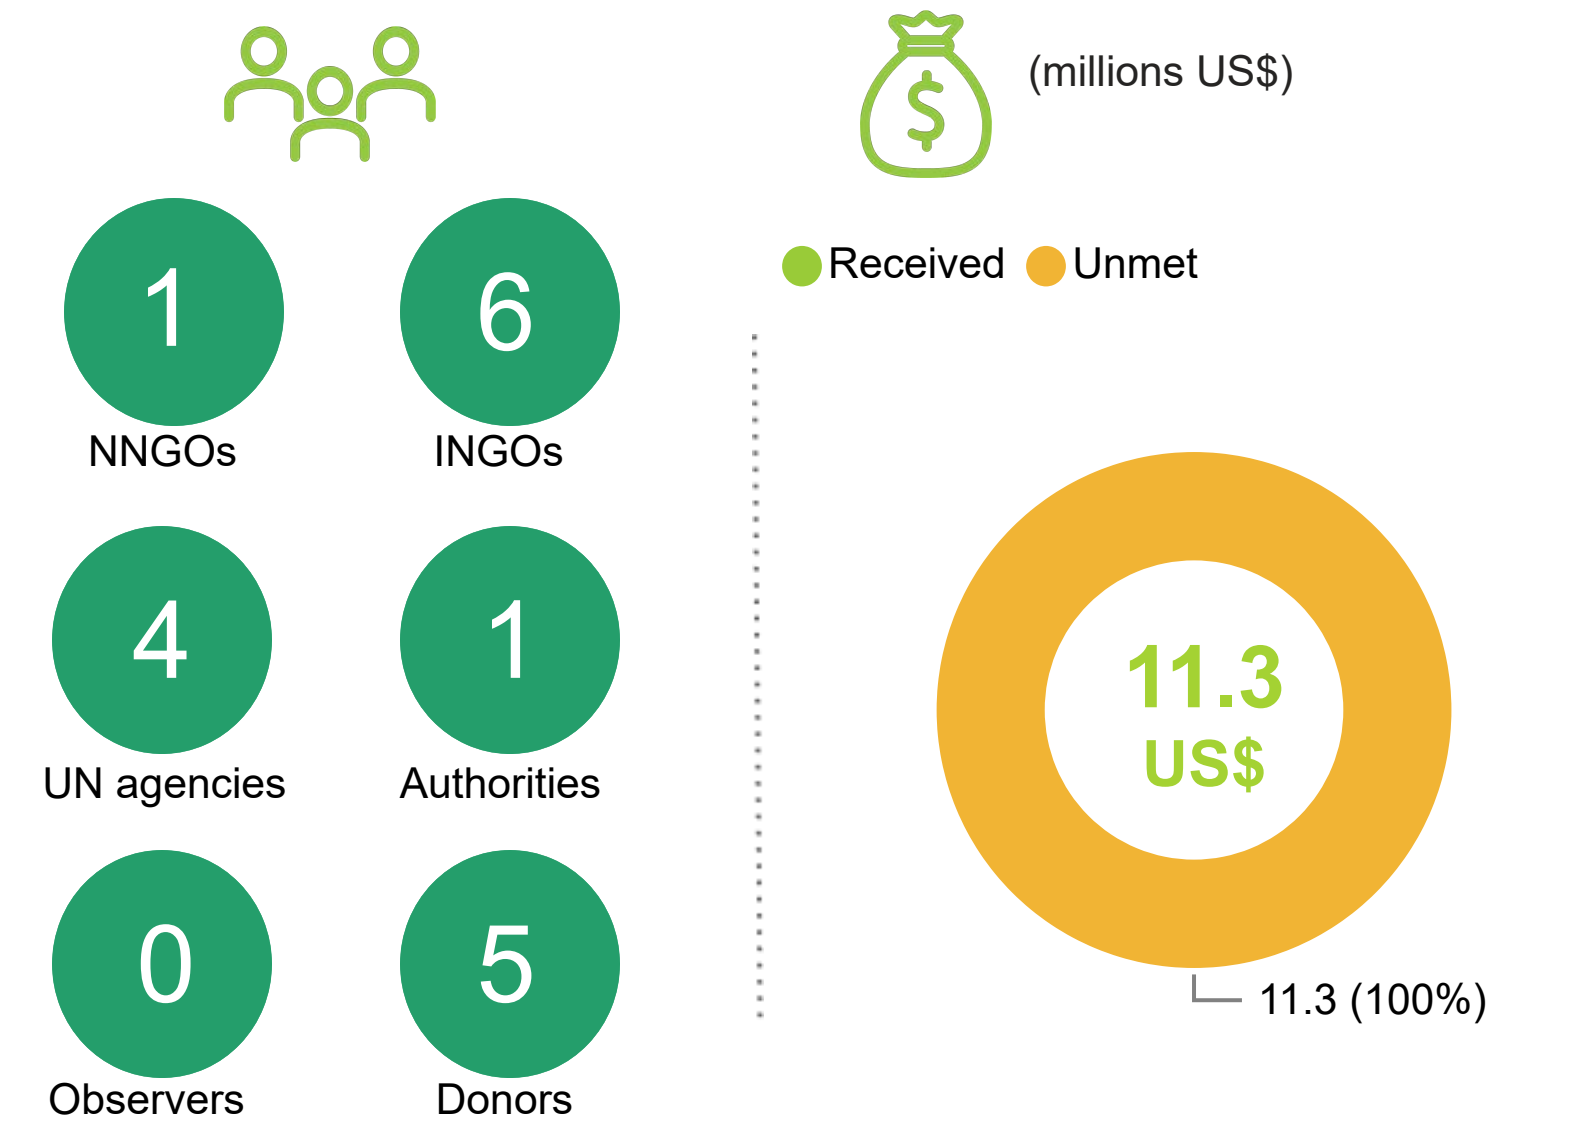 1
6
NNGOs
INGOs
4
1
UN agencies
Authorities
0
5
Observers
Donors
$
(millions US$)
Received
Unmet
11.3
US$
11.3 (100%)